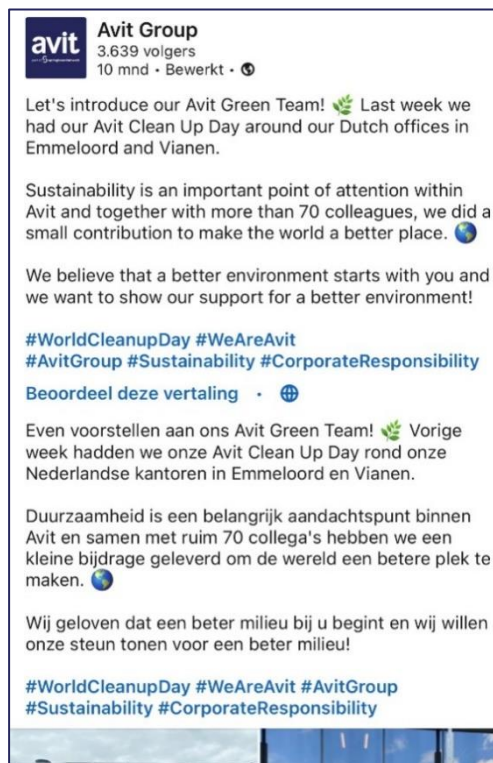 avit
Avit Group
3.639 volgers
10 mnd • Bewerkt •
Let's introduce our Avit Green Team! 🌿 Last week we
had our Avit Clean Up Day around our Dutch offices in
Emmeloord and Vianen.
Sustainability is an important point of attention within
Avit and together with more than 70 colleagues, we did a
small contribution to make the world a better place. 🌎
We believe that a better environment starts with you and
we want to show our support for a better environment!
#WorldCleanupDay #WeAreAvit
#AvitGroup #Sustainability #CorporateResponsibility
Beoordeel deze vertaling •
Even voorstellen aan ons Avit Green Team! 🌿 Vorige
week hadden we onze Avit Clean Up Day rond onze
Nederlandse kantoren in Emmeloord en Vianen.
Duurzaamheid is een belangrijk aandachtspunt binnen
Avit en samen met ruim 70 collega's hebben we een
kleine bijdrage geleverd om de wereld een betere plek te
maken. 🌎
Wij geloven dat een beter milieu bij u begint en wij willen
onze steun tonen voor een beter milieu!
#WorldCleanupDay #WeAreAvit #AvitGroup
#Sustainability #CorporateResponsibility